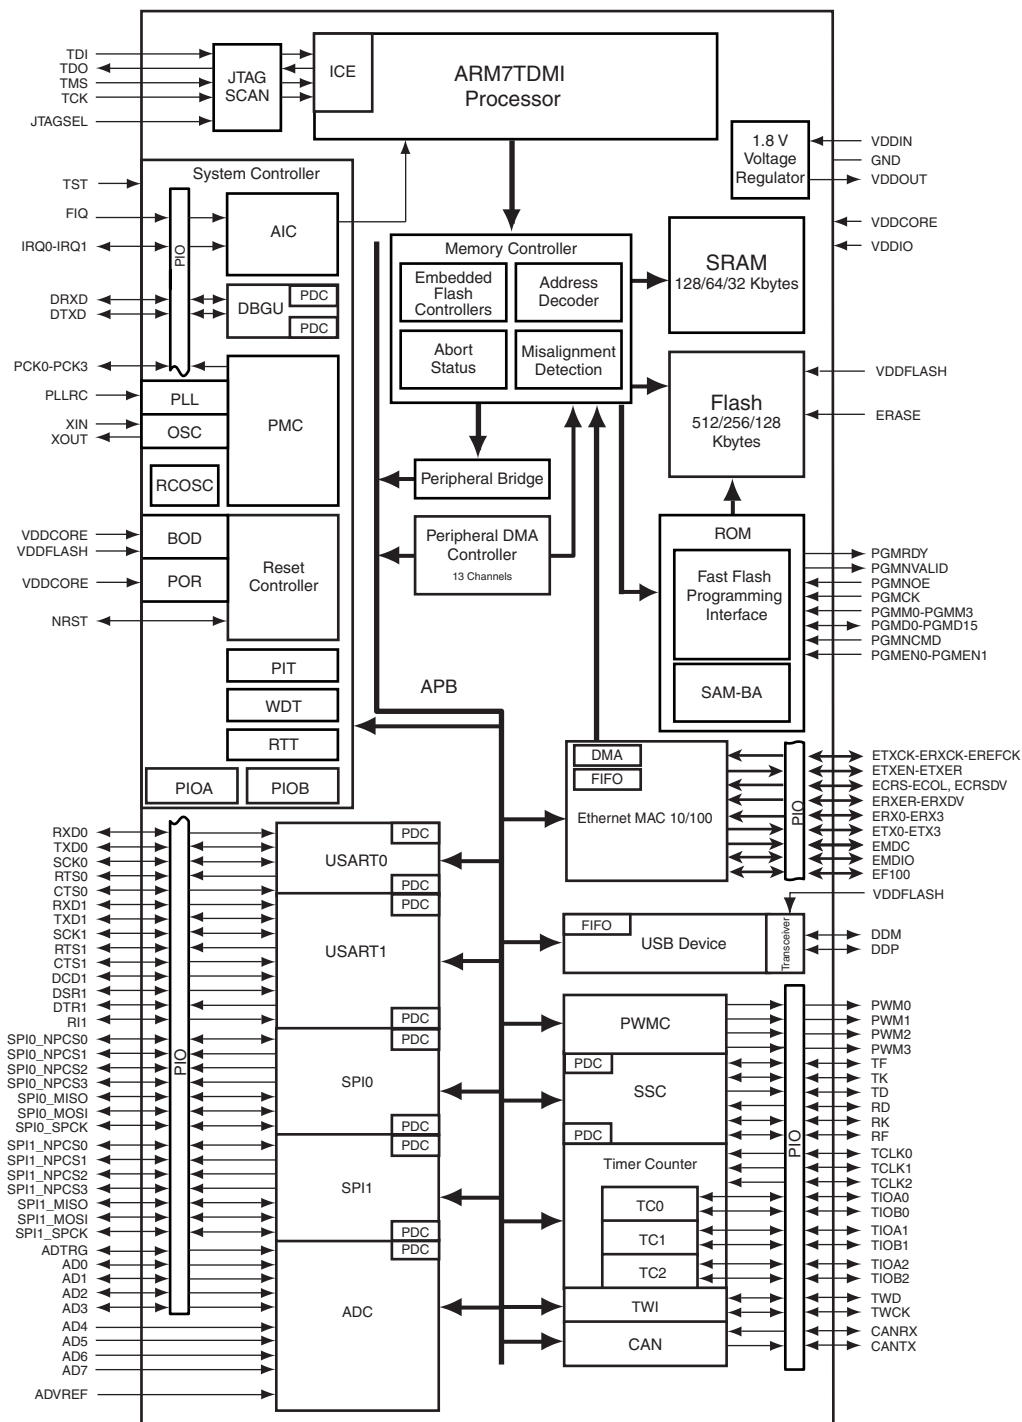 TDI
TDO
TMS
TCK
JTAGSEL
JTAG
SCAN
ICE
ARM7TDMI
Processor
1.8 V
Voltage
Regulator
VDDIN
GND
VDDOUT
VDDCORE
VDDIO
System Controller
TST
FIQ
IRQ0-IRQ1
PIO
AIC
DRXD
DTXD
DBGU
PDC
PDC
PCK0-PCK3
PLLRC
PLL
XIN
XOUT
OSC
PMC
RCOSC
VDDCORE
VDDFLASH
BOD
VDDCORE
POR
Reset
Controller
NRST
PIT
WDT
RTT
PIOA
PIOB
Memory Controller
Embedded
Flash
Controllers
Address
Decoder
Abort
Status
Misalignment
Detection
SRAM
128/64/32 Kbytes
Flash
512/256/128
Kbytes
VDDFLASH
ERASE
Peripheral Bridge
Peripheral DMA
Controller
13 Channels
ROM
Fast Flash
Programming
Interface
SAM-BA
PGMRDY
PGMNVALID
PGMNOE
PGMCK
PGMM0-PGMM3
PGMD0-PGMD15
PGMNCMD
PGMEN0-PGMEN1
APB
DMA
FIFO
Ethernet MAC 10/100
PIO
ETXCK-ERXCK-EREFCK
ETXEN-ETXER
ECRS-ECOL, ECRSDV
ERXER-ERXDV
ERX0-ERX3
ETX0-ETX3
EMDC
EMDIO
EF100
VDDFLASH
FIFO
USB Device
Transceiver
DDM
DDP
RXD0
TXD0
SCK0
RTS0
CTS0
RXD1
TXD1
SCK1
RTS1
CTS1
DCD1
DSR1
DTR1
RI1
SPI0_NPCS0
SPI0_NPCS1
SPI0_NPCS2
SPI0_NPCS3
SPI0_MISO
SPI0_MOSI
SPI0_SPCK
SPI1_NPCS0
SPI1_NPCS1
SPI1_NPCS2
SPI1_NPCS3
SPI1_MISO
SPI1_MOSI
SPI1_SPCK
ADTRG
AD0
AD1
AD2
AD3
AD4
AD5
AD6
AD7
ADVREF
PIO
PDC
USART0
PDC
PDC
USART1
PDC
PDC
SPI0
PDC
PDC
SPI1
PDC
PDC
ADC
PWMC
PDC
SSC
PDC
Timer Counter
TC0
TC1
TC2
TWI
CAN
PIO
PWM0
PWM1
PWM2
PWM3
TF
TK
TD
RD
RK
RF
TCLK0
TCLK1
TCLK2
TIOA0
TIOB0
TIOA1
TIOB1
TIOA2
TIOB2
TWD
TWCK
CANRX
CANTX